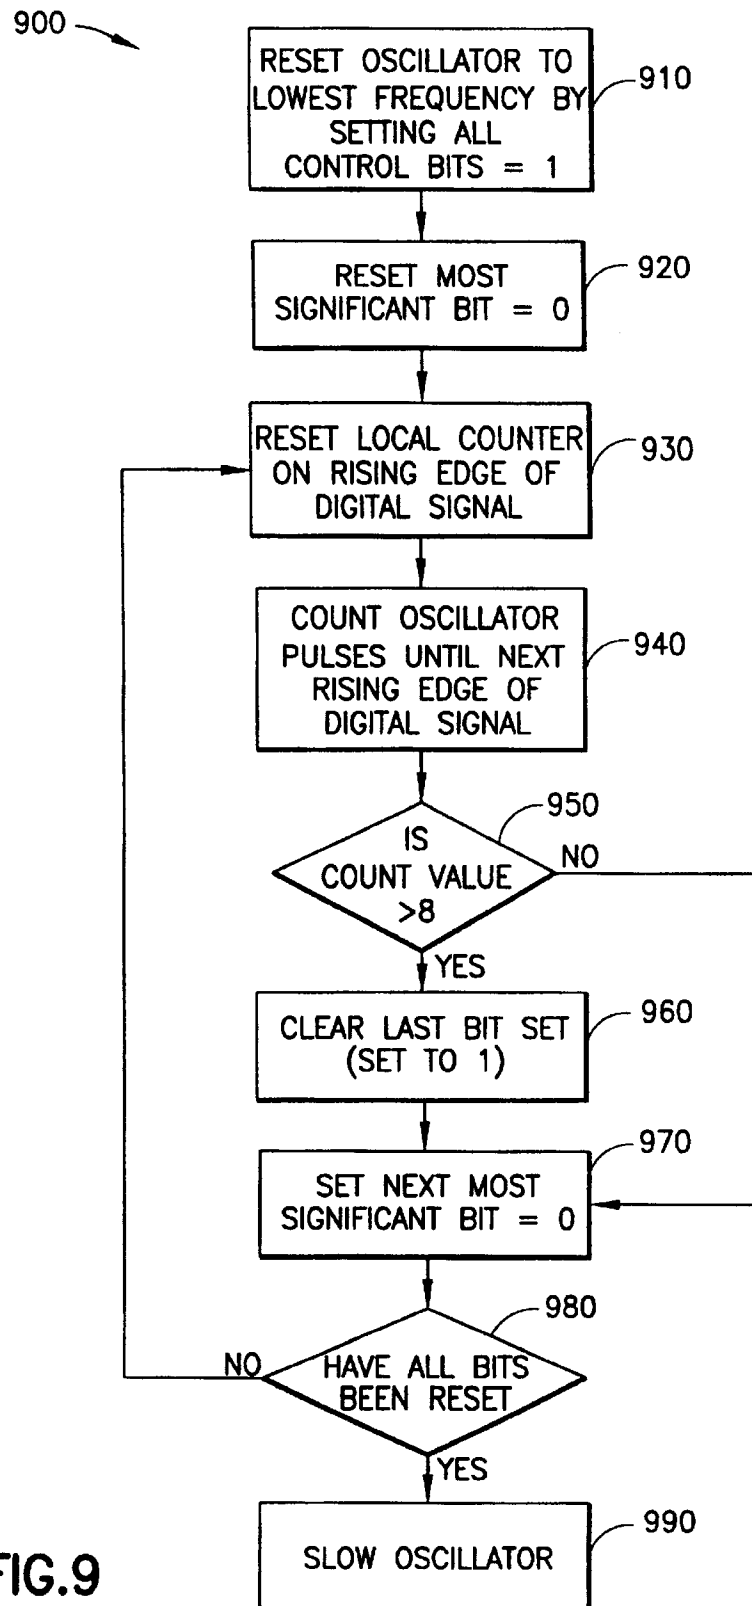 900
RESET OSCILLATOR TO
LOWEST FREQUENCY BY
SETTING ALL
CONTROL BITS = 1
910
RESET MOST
SIGNIFICANT BIT = 0
920
RESET LOCAL COUNTER
ON RISING EDGE OF
DIGITAL SIGNAL
930
COUNT OSCILLATOR
PULSES UNTIL NEXT
RISING EDGE OF
DIGITAL SIGNAL
940
950
IS
COUNT VALUE
>8
NO
YES
CLEAR LAST BIT SET
(SET TO 1)
960
970
SET NEXT MOST
SIGNIFICANT BIT = 0
980
HAVE ALL BITS
BEEN RESET
NO
YES
SLOW OSCILLATOR
990
FIG.9